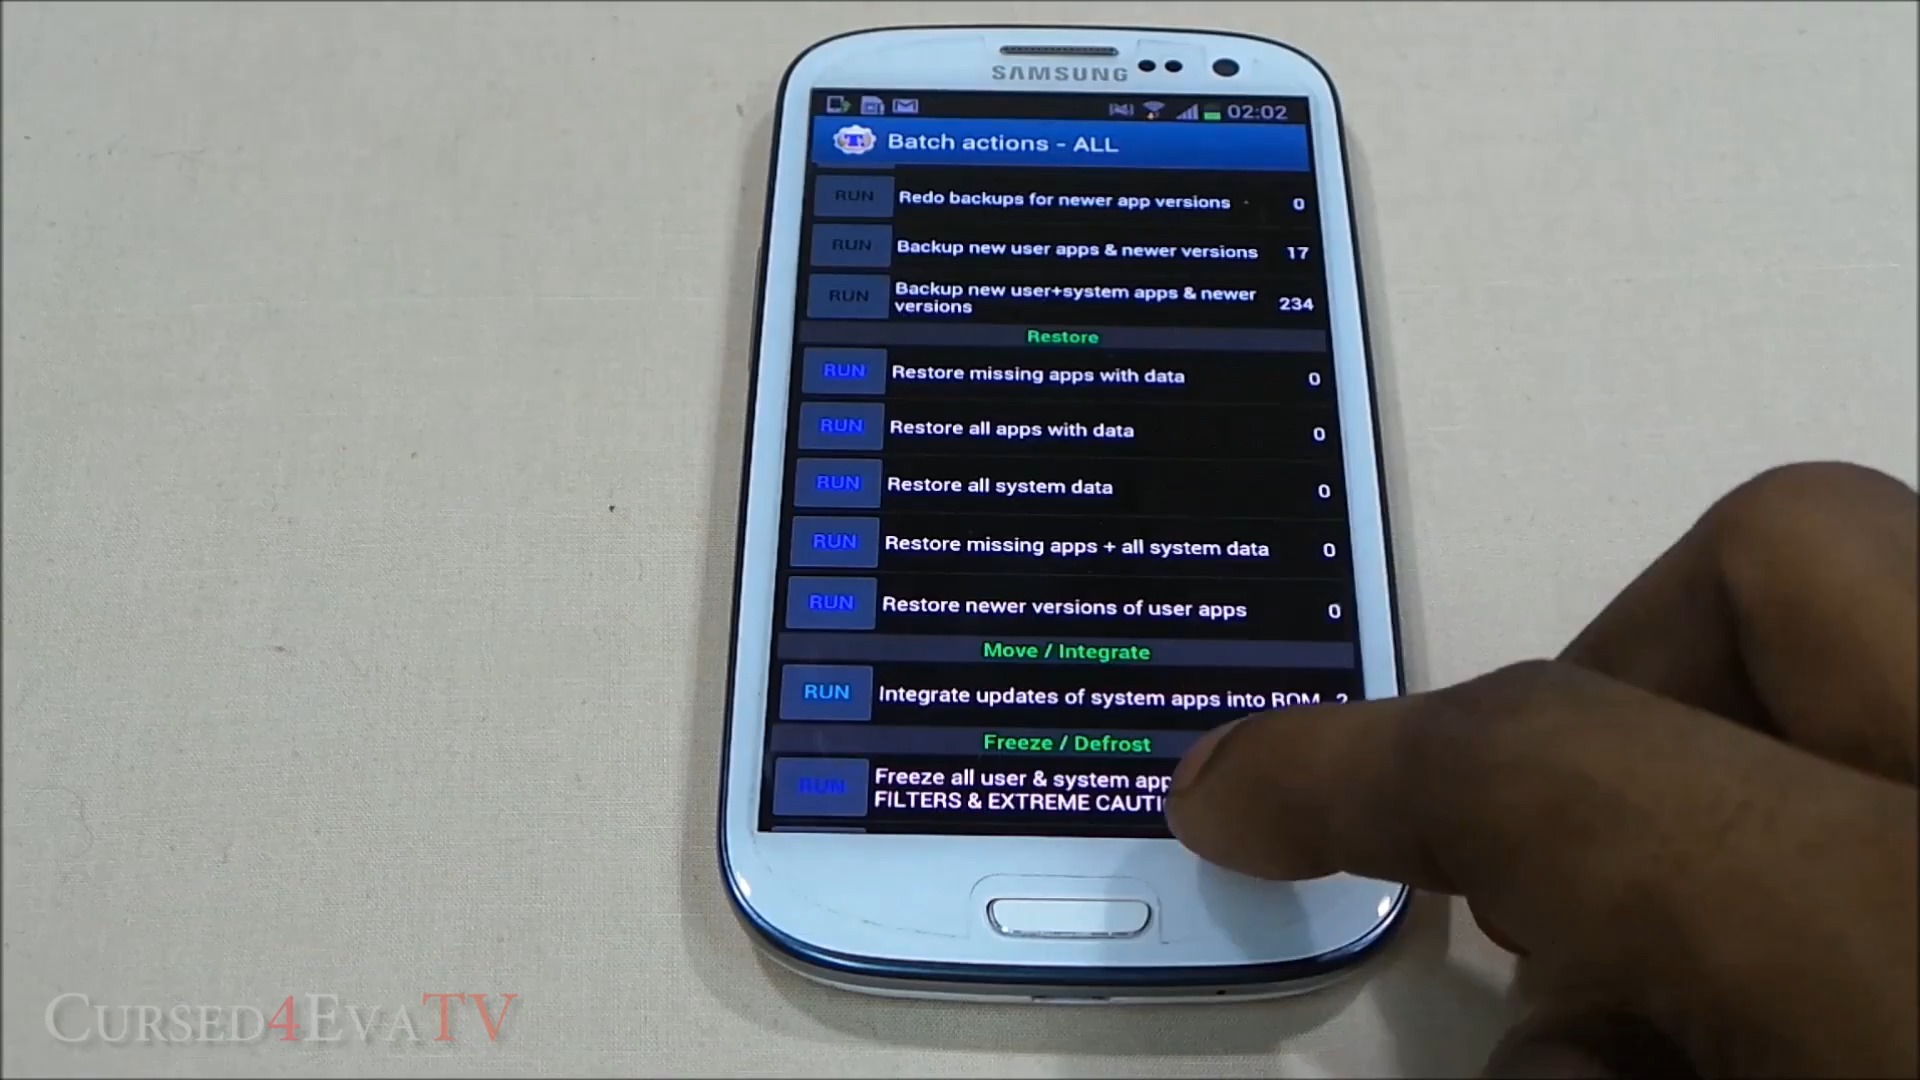 SAMSUNG
02:02
Batch actions - ALL
RUN Redo backups for newer app versions 0
RUN Backup new user apps & newer versions 17
RUN Backup new user+system apps & newer
versions 234
Restore
RUN Restore missing apps with data 0
RUN Restore all apps with data 0
RUN Restore all system data 0
RUN Restore missing apps + all system data 0
RUN Restore newer versions of user apps 0
Move / Integrate
RUN Integrate updates of system apps into ROM
Freeze / Defrost
RUN Freeze all user & system
FILTERS & EXTREME
CURSED4EVATV